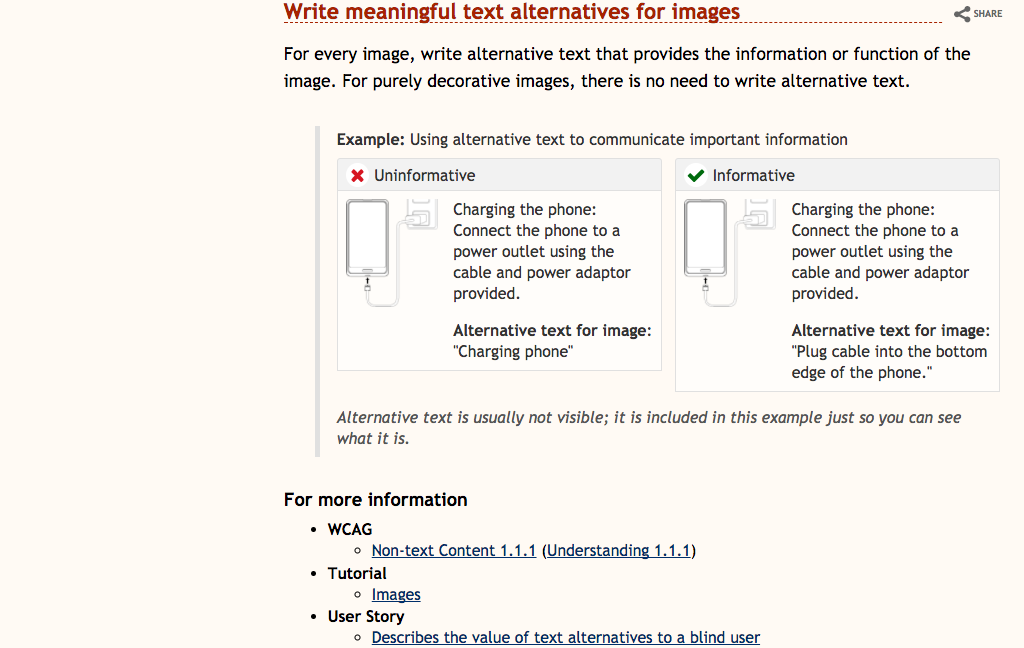 Write meaningful text alternatives for images
SHARE
For every image, write alternative text that provides the information or function of the
image. For purely decorative images, there is no need to write alternative text.
Example: Using alternative text to communicate important information
Uninformative
Charging the phone:
Connect the phone to a
power outlet using the
cable and power adaptor
provided.
Alternative text for image:
"Charging phone"
Informative
Charging the phone:
Connect the phone to a
power outlet using the
cable and power adaptor
provided.
Alternative text for image:
"Plug cable into the bottom
edge of the phone."
Alternative text is usually not visible; it is included in this example just so you can see
what it is.
For more information
• WCAG
◦ Non-text Content 1.1.1 (Understanding 1.1.1)
• Tutorial
◦ Images
• User Story
◦ Describes the value of text alternatives to a blind user